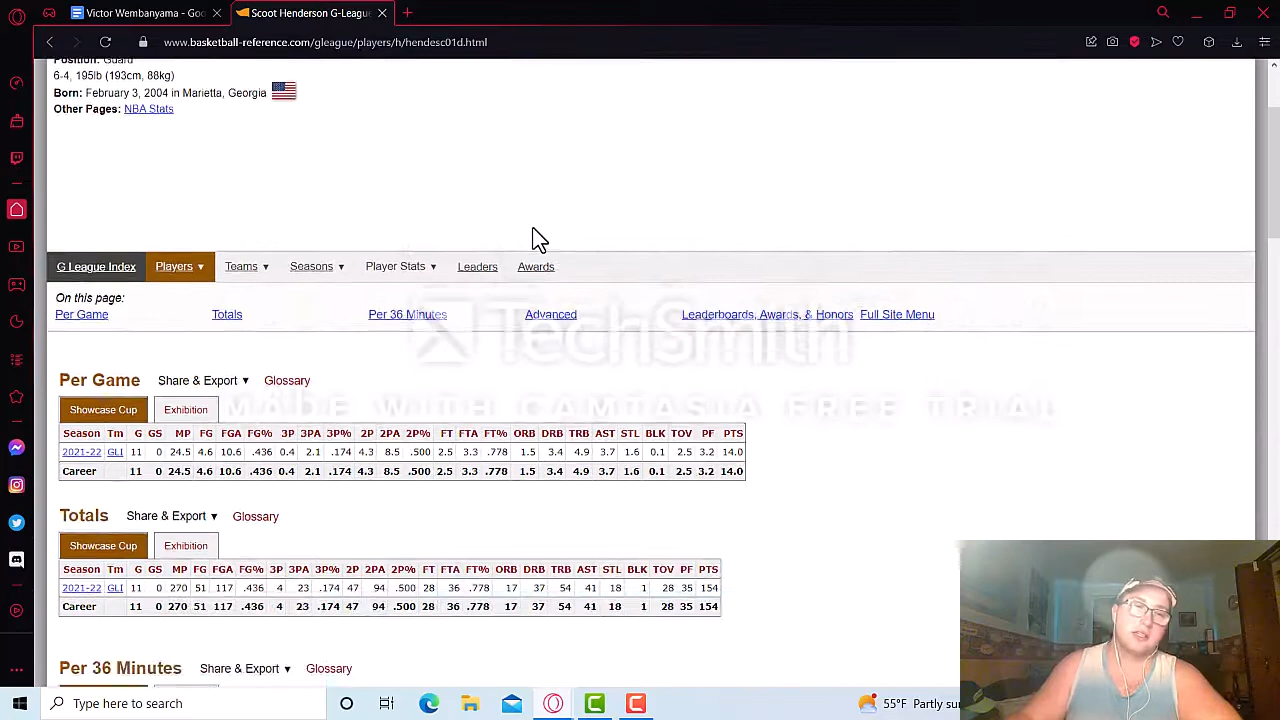 Victor Wembanyama - Goo
Scoot Henderson G-League
www.basketball-reference.com/gleague/players/h/hendesc01d.html
Position: Guard
6-4, 195lb (193cm, 88kg)
Born: February 3, 2004 in Marietta, Georgia
Other Pages: NBA Stats
G League Index Players ▼ Teams ▼ Seasons ▼ Player Stats ▼ Leaders Awards
On this page:
Per Game Totals Per 36 Minutes Advanced Leaderboards, Awards, & Honors Full Site Menu
TechSmith
MADE WITH CAMTASIA FREE TRIAL
Per Game Share & Export ▼ Glossary
Showcase Cup Exhibition
Season Tm G GS MP FG FGA FG% 3P 3PA 3P% 2P 2PA 2P% FT FTA FT% ORB DRB TRB AST STL BLK TOV PF PTS
2021-22 GLI 11 0 24.5 4.6 10.6 .436 0.4 2.1 .174 4.3 8.5 .500 2.5 3.3 .778 1.5 3.4 4.9 3.7 1.6 0.1 2.5 3.2 14.0
Career 11 0 24.5 4.6 10.6 .436 0.4 2.1 .174 4.3 8.5 .500 2.5 3.3 .778 1.5 3.4 4.9 3.7 1.6 0.1 2.5 3.2 14.0
Totals Share & Export ▼ Glossary
Showcase Cup Exhibition
Season Tm G GS MP FG FGA FG% 3P 3PA 3P% 2P 2PA 2P% FT FTA FT% ORB DRB TRB AST STL BLK TOV PF PTS
2021-22 GLI 11 0 270 51 117 .436 4 23 .174 47 94 .500 28 36 .778 17 37 54 41 18 1 28 35 154
Career 11 0 270 51 117 .436 4 23 .174 47 94 .500 28 36 .778 17 37 54 41 18 1 28 35 154
Per 36 Minutes Share & Export ▼ Glossary
Type here to search
55°F Partly sun